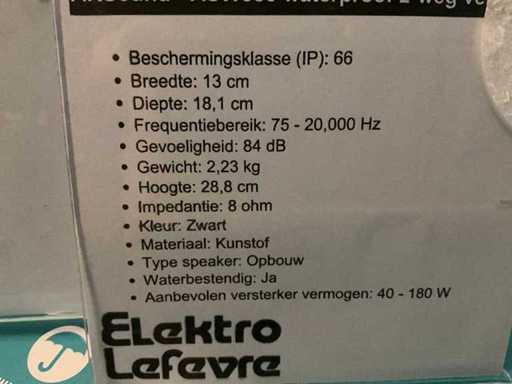 • Beschermingsklasse (IP): 66
• Breedte: 13 cm
• Diepte: 18,1 cm
• Frequentiebereik: 75 - 20,000 Hz
• Gevoeligheid: 84 dB
• Gewicht: 2,23 kg
• Hoogte: 28,8 cm
• Impedantie: 8 ohm
• Kleur: Zwart
• Materiaal: Kunstof
• Type speaker: Opbouw
• Waterbestendig: Ja
• Aanbevolen versterker vermogen: 40 - 180 W
ELektro
Lefevre